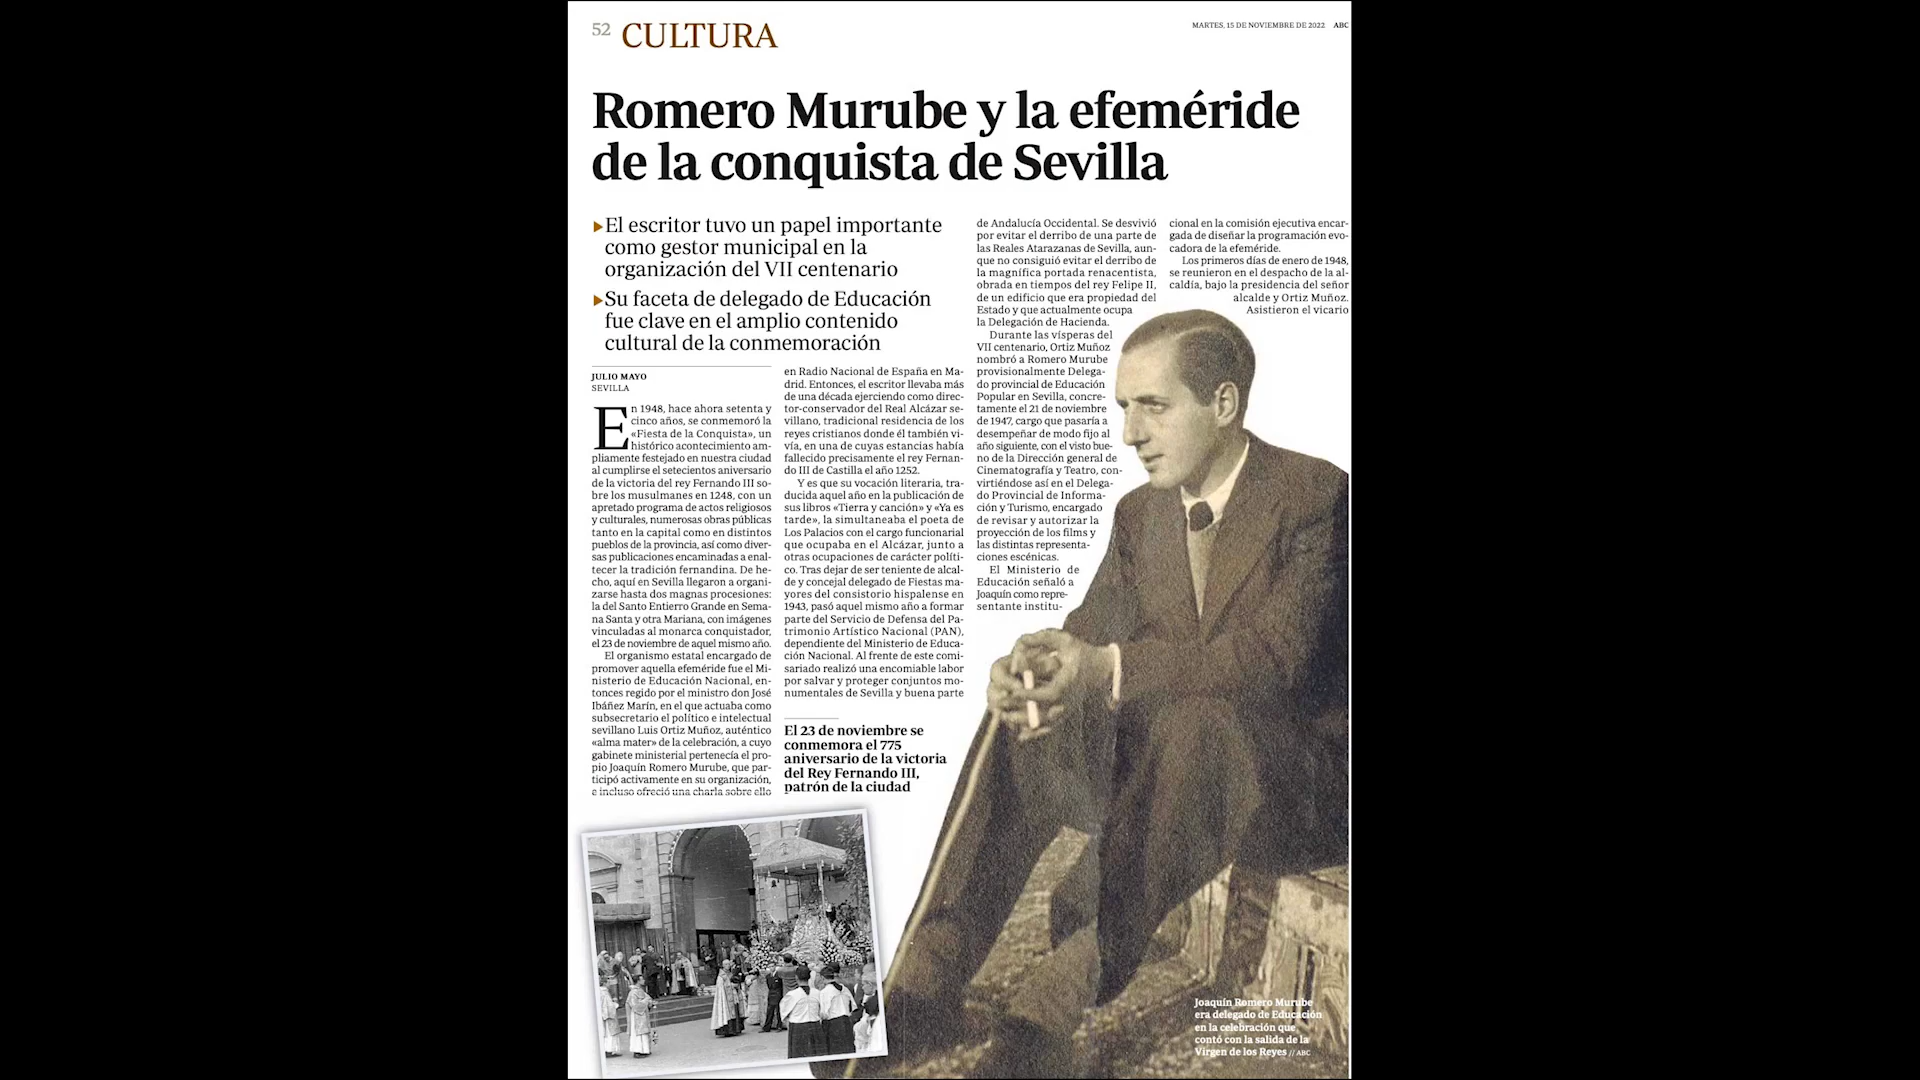 52 CULTURA
MARTES, 15 DE NOVIEMBRE DE 2022 ABC
Romero Murube y la efeméride
de la conquista de Sevilla
El escritor tuvo un papel importante
como gestor municipal en la
organización del VII centenario
Su faceta de delegado de Educación
fue clave en el amplio contenido
cultural de la conmemoración
JULIO MAYO
SEVILLA
En 1948, hace ahora setenta y
cinco años, se conmemoró la
«Fiesta de la Conquista», un
histórico acontecimiento am-
pliamente festejado en nuestra ciudad
al cumplirse el setecientos aniversario
de la victoria del rey Fernando III so-
bre los musulmanes en 1248, con un
apretado programa de actos religiosos
y culturales, numerosas obras públicas
tanto en la capital como en distintos
pueblos de la provincia, así como diver-
sas publicaciones encaminadas a enal-
tecer la tradición fernandina. De he-
cho, aquí en Sevilla llegaron a organi-
zarse hasta dos magnas procesiones:
la del Santo Entierro Grande en Sema-
na Santa y otra Mariana, con imágenes
vinculadas al monarca conquistador,
el 23 de noviembre de aquel mismo año.
El organismo estatal encargado de
promover aquella efeméride fue el Mi-
nisterio de Educación Nacional, en-
tonces regido por el ministro don José
Ibáñez Marín, en el que actuaba como
subsecretario el político e intelectual
sevillano Luis Ortiz Muñoz, auténtico
«alma mater» de la celebración, a cuyo
gabinete ministerial pertenecía el pro-
pio Joaquín Romero Murube, que par-
ticipó activamente en su organización,
e incluso ofreció una charla sobre ello
en Radio Nacional de España en Ma-
drid. Entonces, el escritor llevaba más
de una década ejerciendo como direc-
tor-conservador del Real Alcázar se-
villano, tradicional residencia de los
reyes cristianos donde él también vi-
vía, en una de cuyas estancias había
fallecido precisamente el rey Fernan-
do III de Castilla el año 1252.
Y es que su vocación literaria, tra-
ducida aquel año en la publicación de
sus libros «Tierra y canción» y «Ya es
tarde», la simultaneaba el poeta de
Los Palacios con el cargo funcionarial
que ocupaba en el Alcázar, junto a
otras ocupaciones de carácter políti-
co. Tras dejar de ser teniente de alcal-
de y concejal delegado de Fiestas ma-
yores del consistorio hispalense en
1943, pasó aquel mismo año a formar
parte del Servicio de Defensa del Pa-
trimonio Artístico Nacional (PAN),
dependiente del Ministerio de Educa-
ción Nacional. Al frente de este comi-
sariado realizó una encomiable labor
por salvar y proteger conjuntos mo-
numentales de Sevilla y buena parte
El 23 de noviembre se
conmemora el 775
aniversario de la victoria
del Rey Fernando III,
patrón de la ciudad
de Andalucía Occidental. Se desvivió
por evitar el derribo de una parte de
las Reales Atarazanas de Sevilla, aun-
que no consiguió evitar el derribo de
la magnífica portada renacentista,
obrada en tiempos del rey Felipe II,
de un edificio que era propiedad del
Estado y que actualmente ocupa
la Delegación de Hacienda.
Durante las vísperas del
VII centenario, Ortiz Muñoz
nombró a Romero Murube
provisionalmente Delega-
do provincial de Educación
Popular en Sevilla, concre-
tamente el 21 de noviembre
de 1947, cargo que pasaría a
desempeñar de modo fijo al
año siguiente, con el visto bue-
no de la Dirección general de
Cinematografía y Teatro, con-
virtiéndose así en el Delega-
do Provincial de Informa-
ción y Turismo, encargado
de revisar y autorizar la
proyección de los films y
las distintas representa-
ciones escénicas.
El Ministerio de
Educación señaló a
Joaquín como repre-
sentante institu-
cional en la comisión ejecutiva encar-
gada de diseñar la programación evo-
cadora de la efeméride.
Los primeros días de enero de 1948,
se reunieron en el despacho de la al-
caldía, bajo la presidencia del señor
alcalde y Ortiz Muñoz.
Asistieron el vicario
Joaquín Romero Murube
era delegado de Educación
en la celebración que
contó con la salida de la
Virgen de los Reyes // ABC